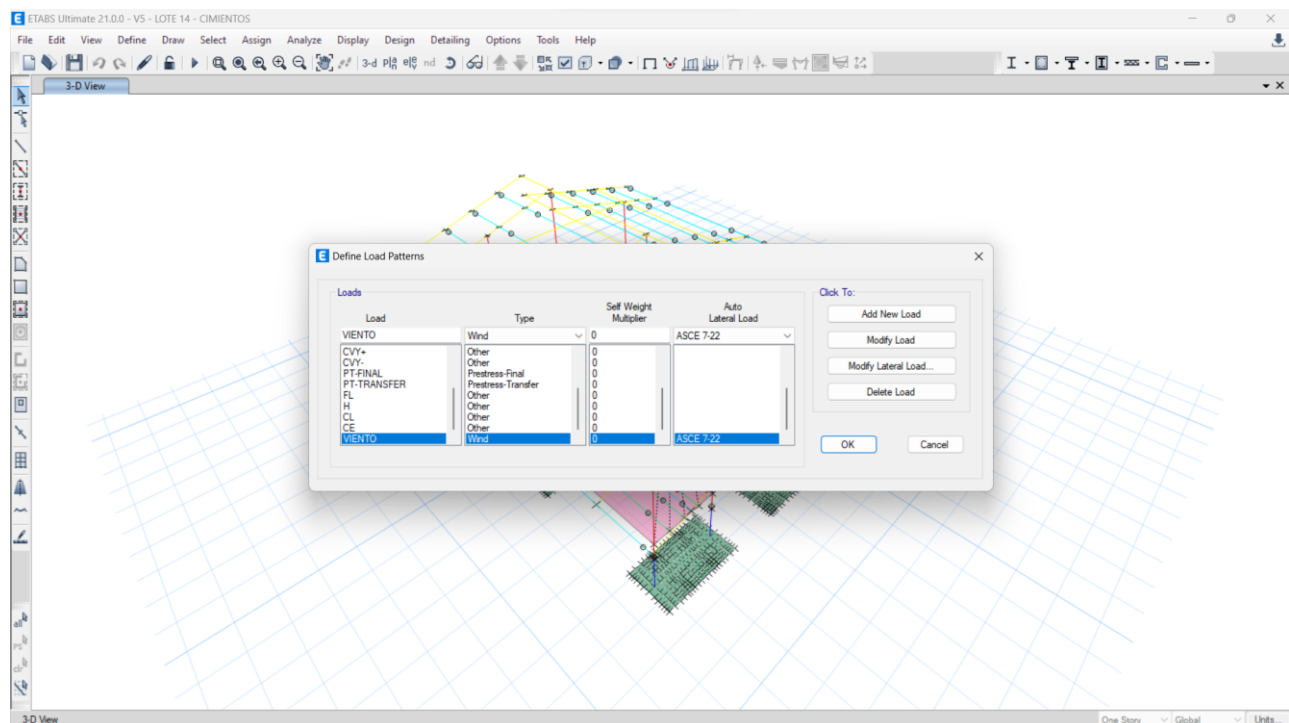 ETABS Ultimate 21.0.0 - V5 - LOTE 14 - CIMIENTOS
File Edit View Define Draw Select Assign Analyze Display Design Detailing Options Tools Help
3-d
nd
3-D View
Define Load Patterns
Loads
Click To:
Load
Type
Self Weight Multiplier
Auto Lateral Load
VIENTO Wind 0 ASCE 7-22
CVY+ Other 0
CVY- Other 0
PT-FINAL Prestress-Final 0
PT-TRANSFER Prestress-Transfer 0
FL Other 0
H Other 0
CL Other 0
CE Other 0
VIENTO Wind 0 ASCE 7-22
Add New Load
Modify Load
Modify Lateral Load...
Delete Load
OK
Cancel
all
ps
clr
3-D View
One Story Global Units...